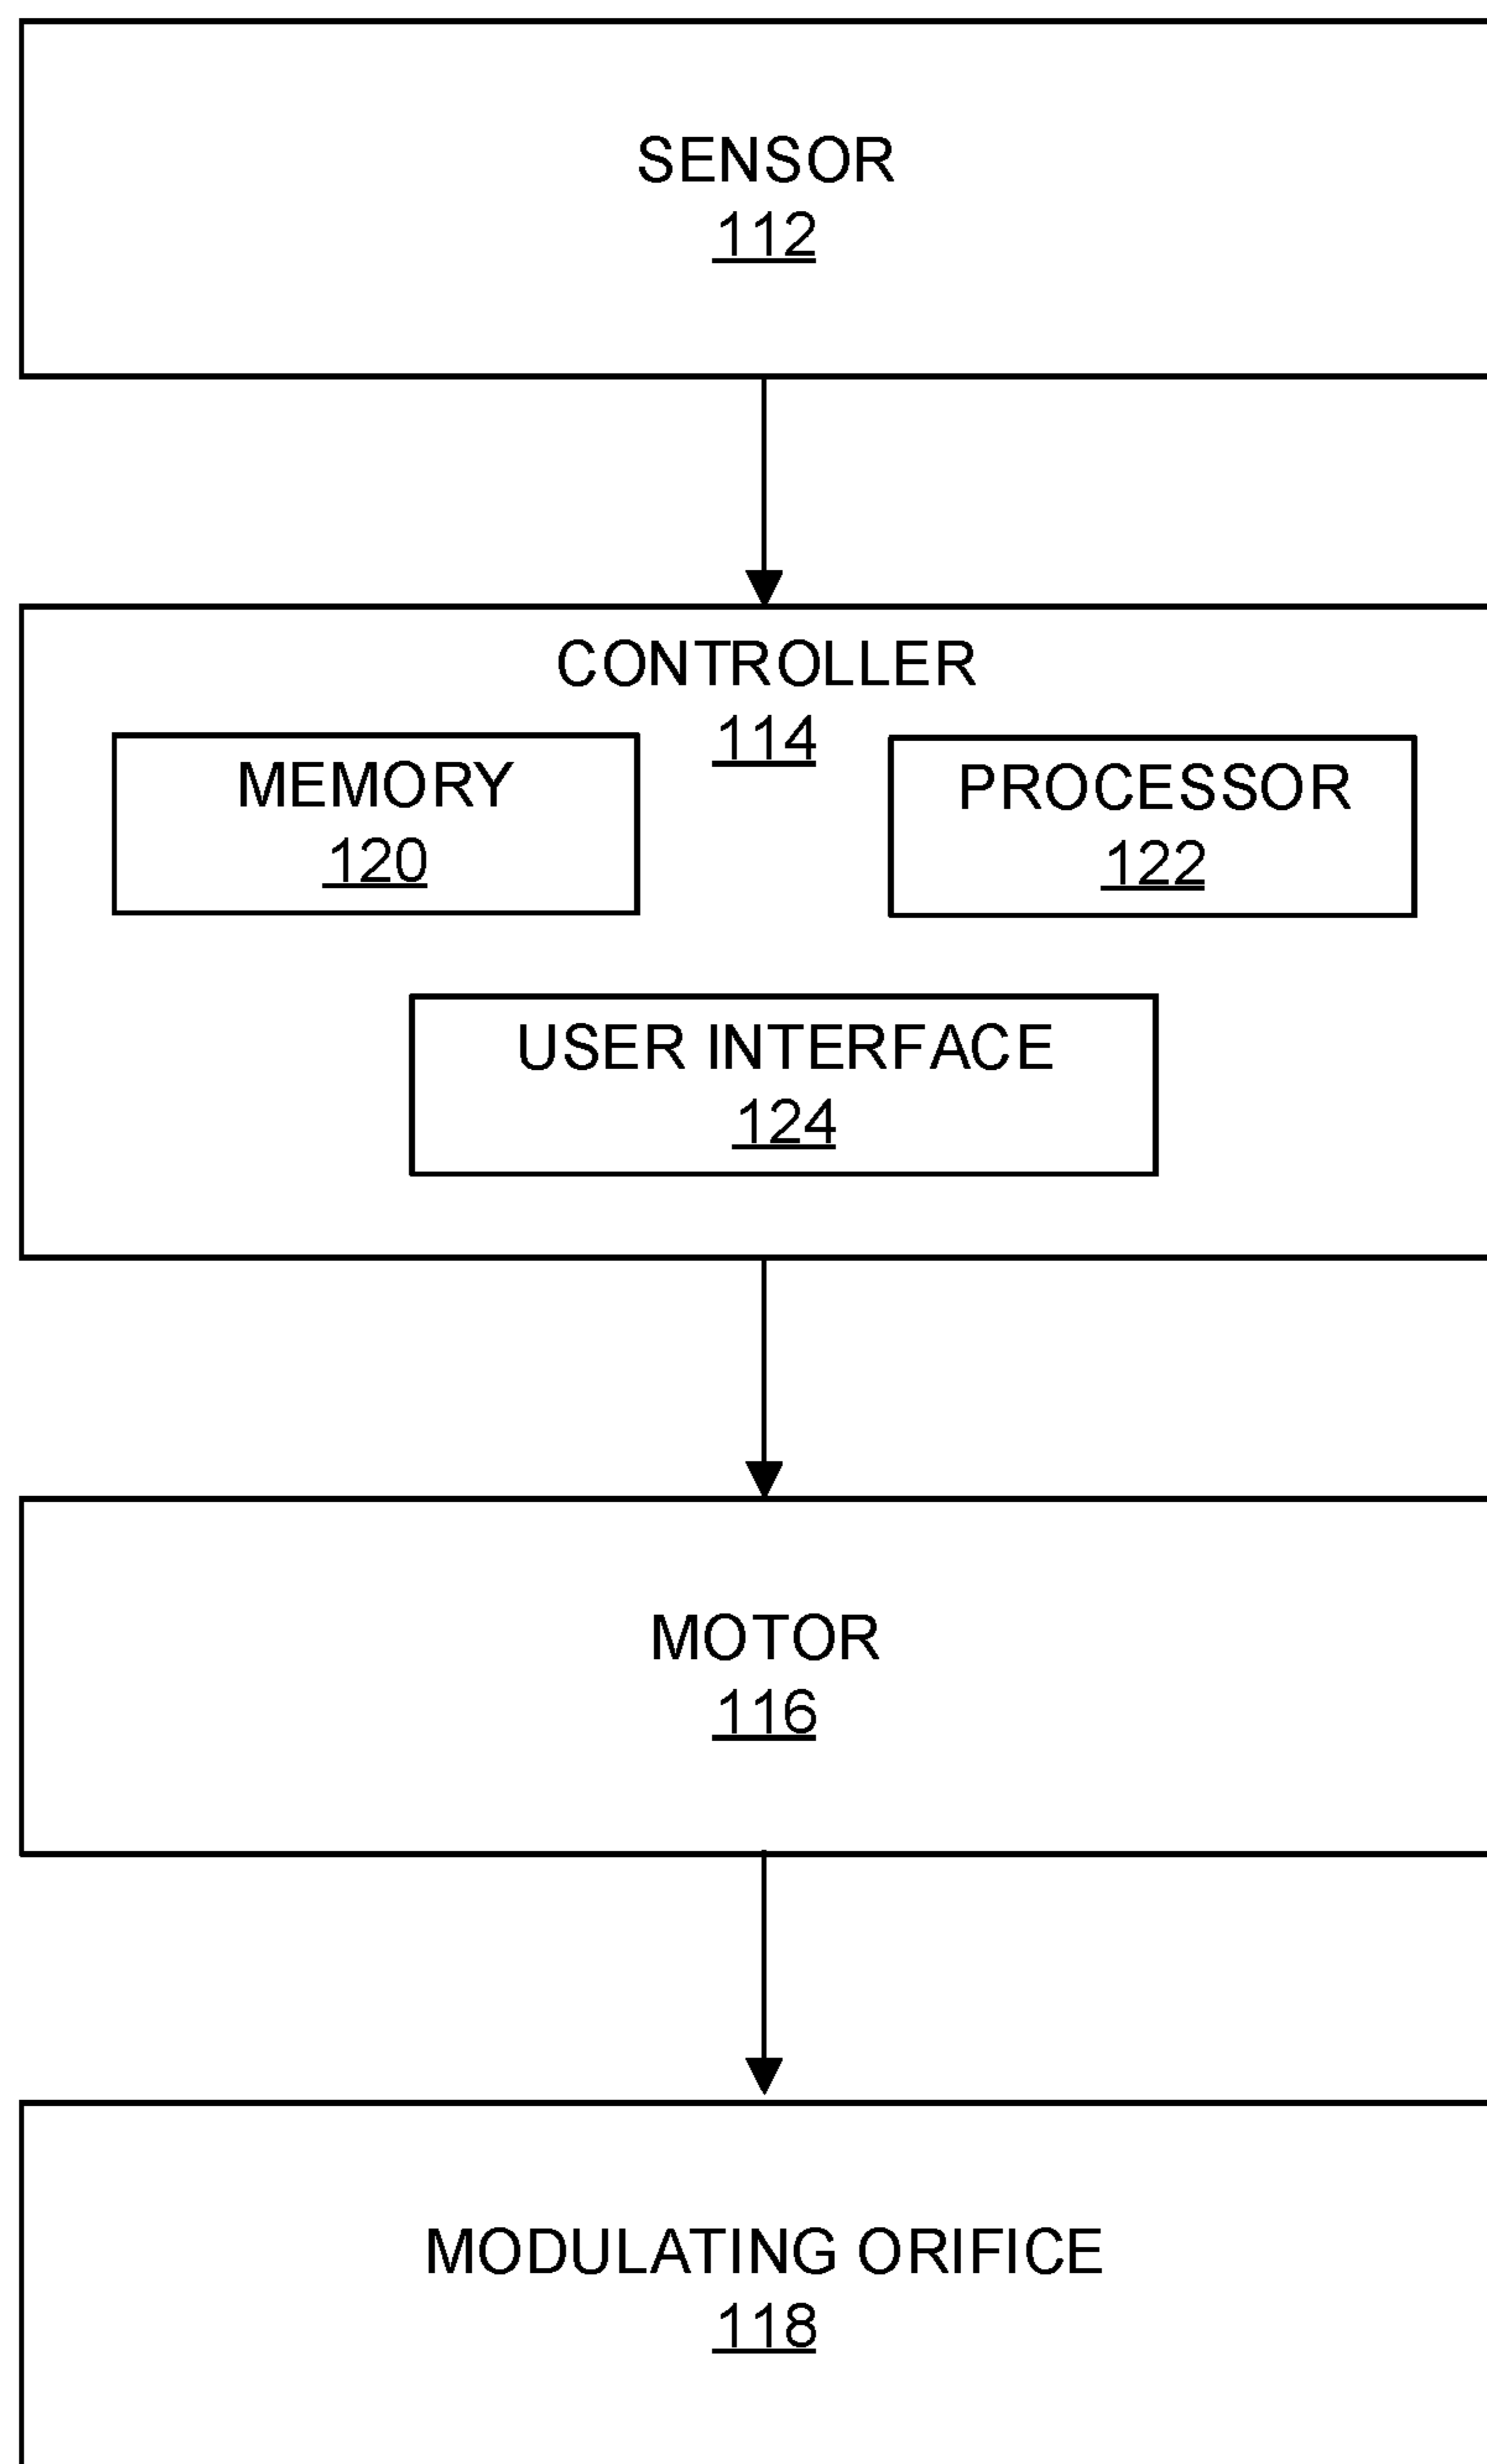 SENSOR
112
CONTROLLER
114
MEMORY
120
PROCESSOR
122
USER INTERFACE
124
MOTOR
116
MODULATING ORIFICE
118